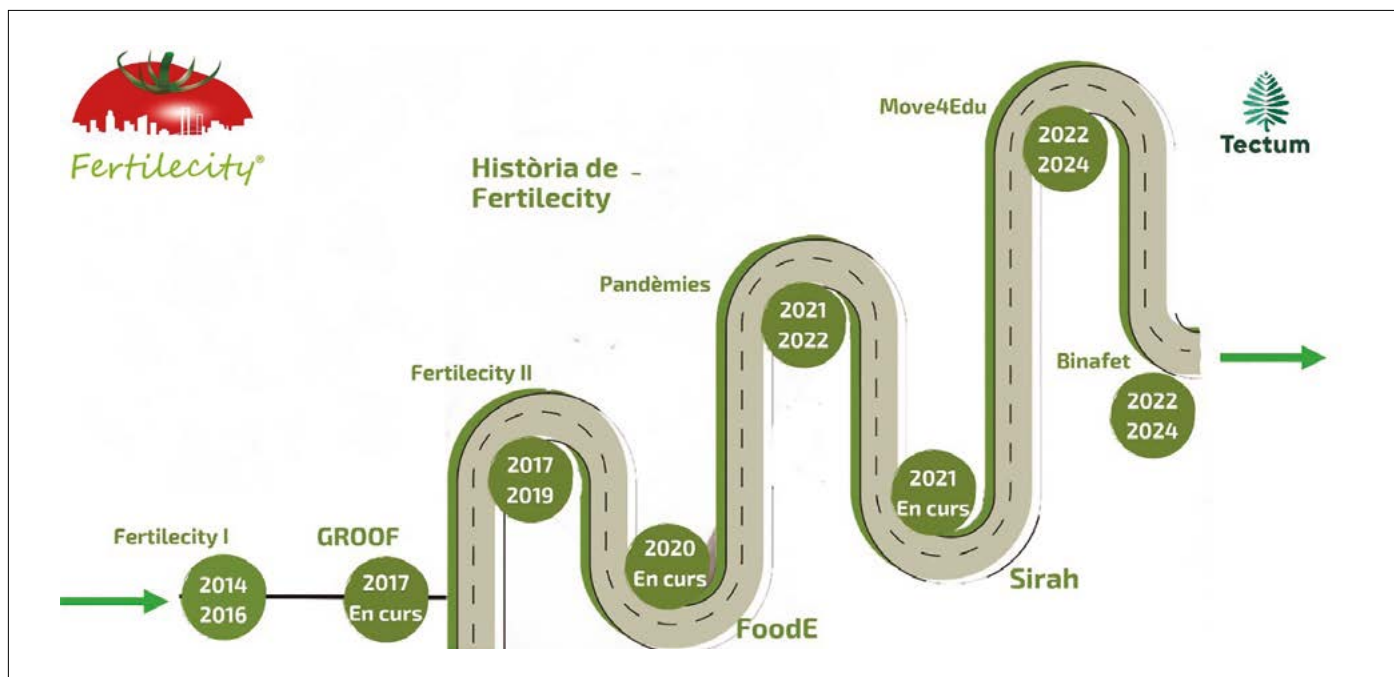 Fertilecity®
Història de -
Fertilecity
Fertilecity I
2014
2016
GROOF
2017
En curs
Fertilecity II
2017
2019
2020
En curs
FoodE
Pandèmies
2021
2022
2021
En curs
Sirah
Move4Edu
2022
2024
Binafet
2022
2024
Tectum